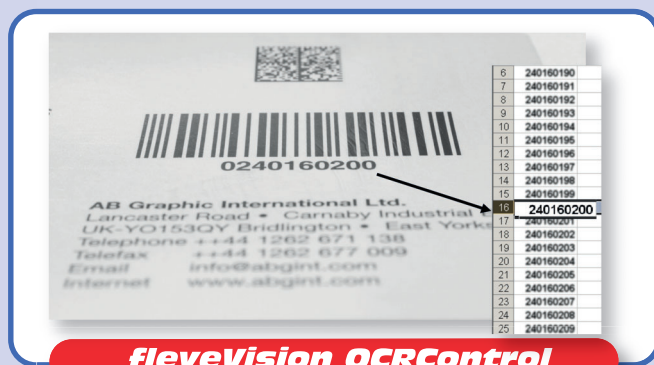 0240160200
AB Graphic International Ltd.
Lancaster Road • Carnaby Industrial
UK-YO153QY Bridlington • East Yorks
Telephone ++44 1262 671 138
Telefax ++44 1262 677 009
Email info@abgint.com
Internet www.abgint.com
6 240160190
7 240160191
8 240160192
9 240160193
10 240160194
11 240160195
12 240160196
13 240160197
14 240160198
15 240160199
16 240160200
17 240160201
18 240160202
19 240160203
20 240160204
21 240160205
22 240160206
23 240160207
24 240160208
25 240160209
fleyeVision OCRControl